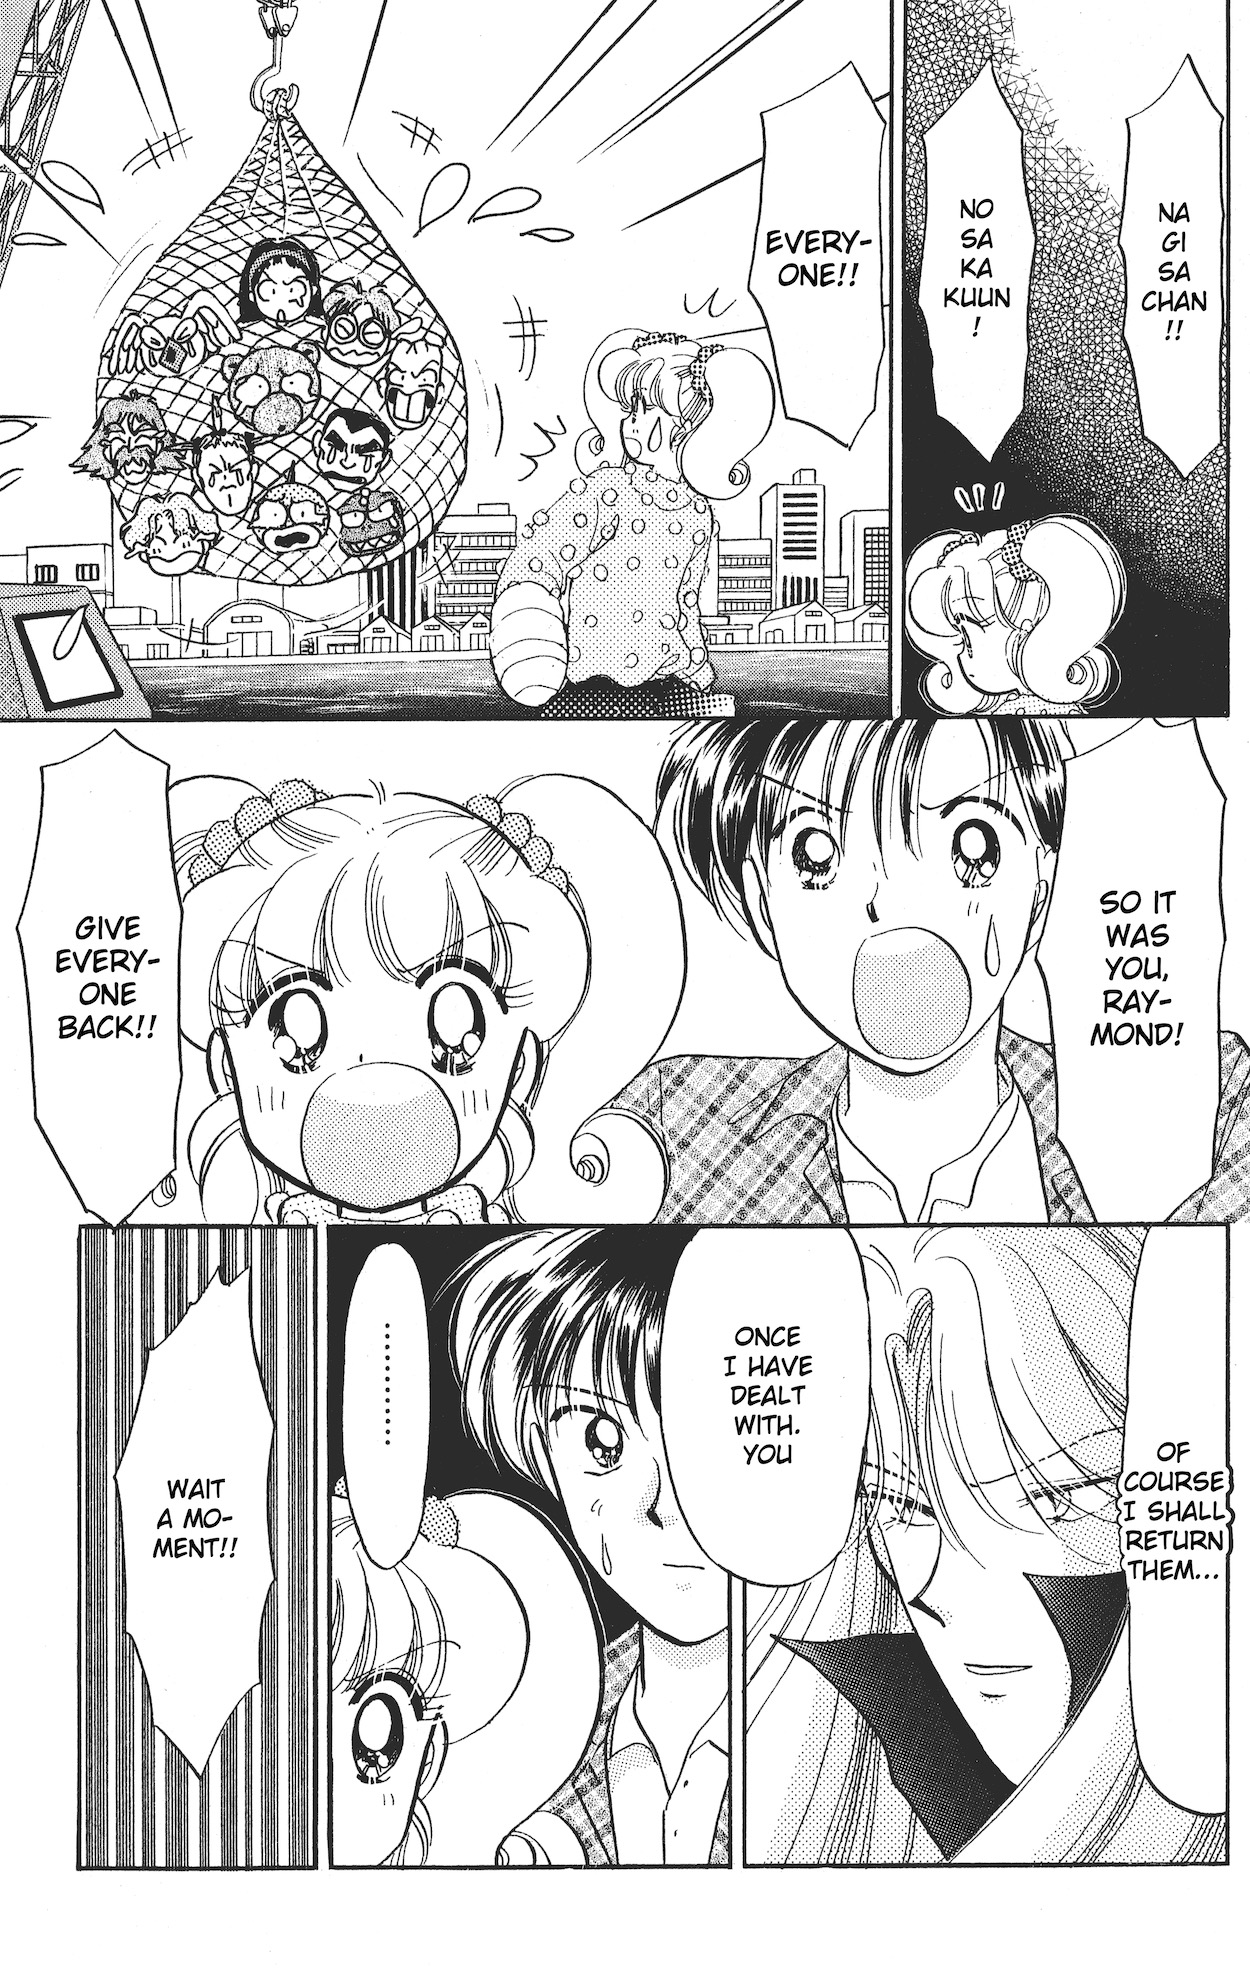 NA
GI
SA
CHAN
!!
NO
SA
KA
KUUN
!
EVERY-
ONE!!
SO IT
WAS
YOU,
RAY-
MOND!
GIVE
EVERY-
ONE
BACK!!
OF
COURSE
I SHALL
RETURN
THEM...
ONCE
I HAVE
DEALT
WITH.
YOU
..........
WAIT
A MO-
MENT!!